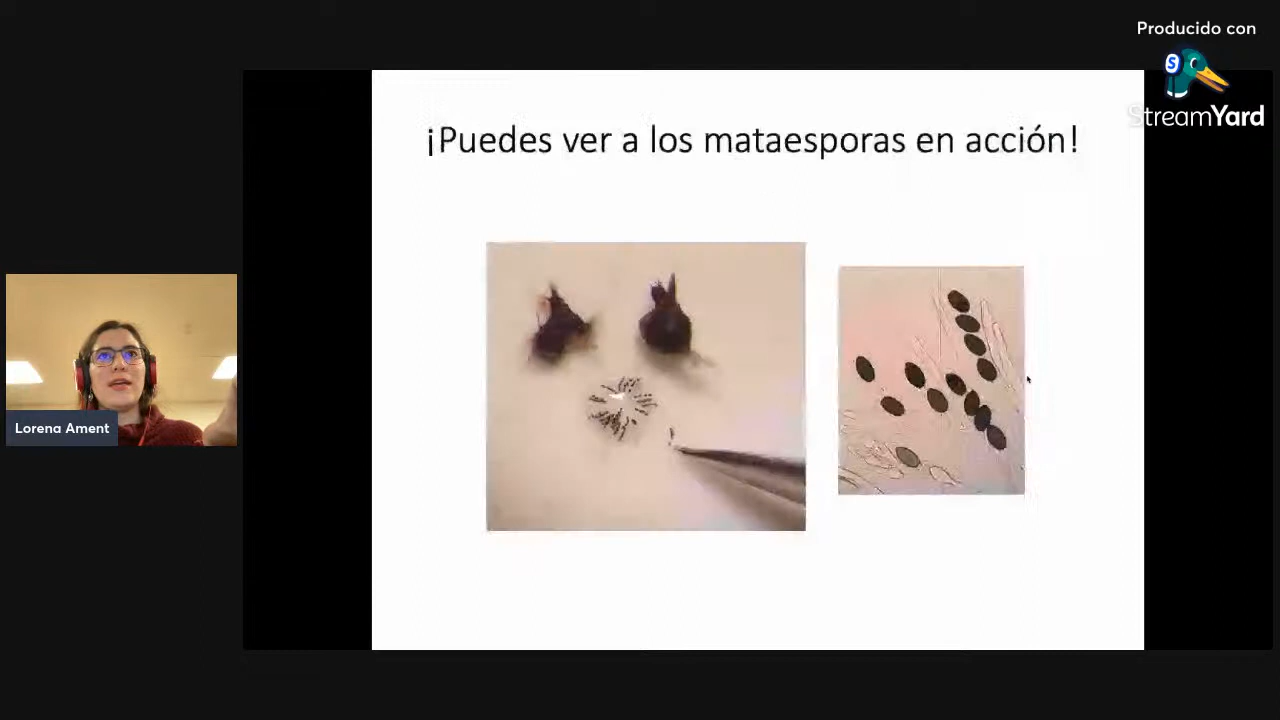 Producido con
StreamYard
¡Puedes ver a los mataesporas en acción!
Lorena Ament